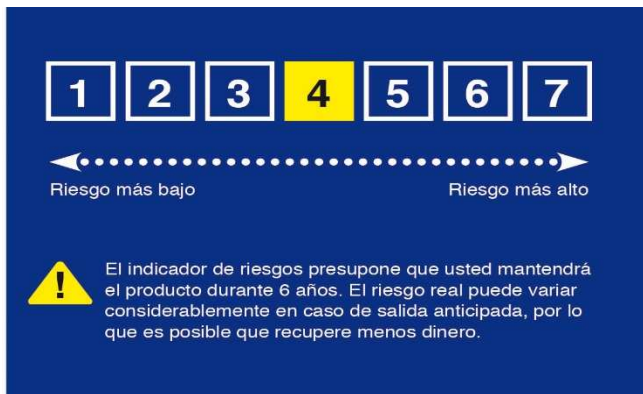 1 2 3 4 5 6 7
Riesgo más bajo Riesgo más alto
!
El indicador de riesgos presupone que usted mantendrá
el producto durante 6 años. El riesgo real puede variar
considerablemente en caso de salida anticipada, por lo
que es posible que recupere menos dinero.